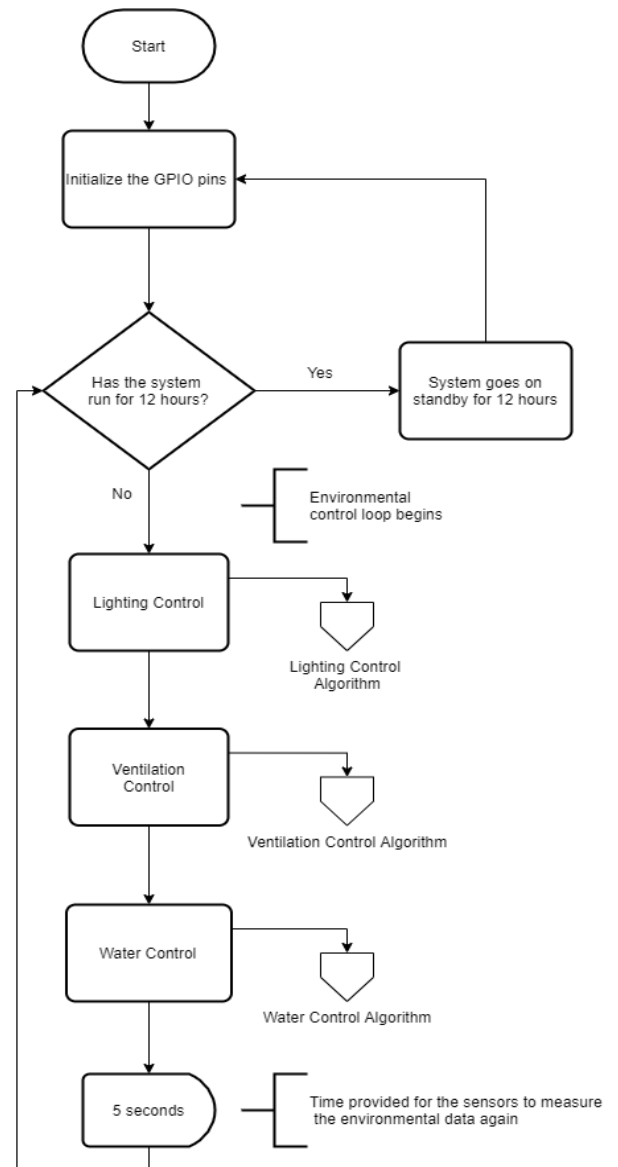 Start
Initialize the GPIO pins
Has the system
run for 12 hours?
Yes
System goes on
standby for 12 hours
No
Environmental
control loop begins
Lighting Control
Lighting Control
Algorithm
Ventilation
Control
Ventilation Control Algorithm
Water Control
Water Control Algorithm
5 seconds
Time provided for the sensors to measure
the environmental data again